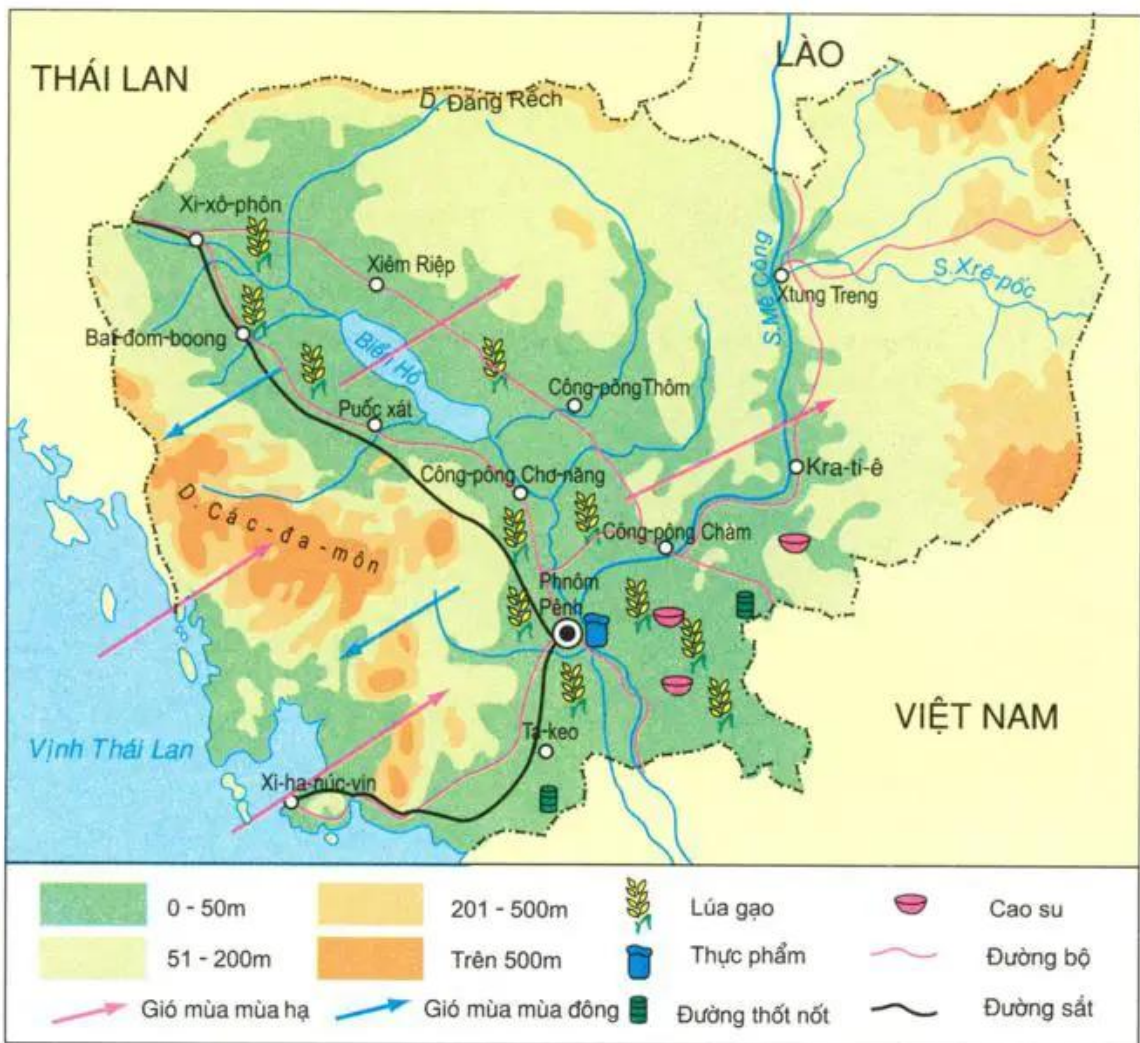 THÁI LAN
LÀO
D. Đăng Rếch
Xi-xô-phôn
Xiêm Riệp
S. Mê Công
Xtung Treng
S. Xrê-pốc
Bat-đom-boong
Biển Hồ
Công-pông Thôm
Puốc xát
Công-pông Chơ-năng
Kra-ti-ê
D. Các-đa-môn
Công-pông Chàm
Phnôm
Pênh
VIỆT NAM
Ta-keo
Vịnh Thái Lan
Xi-ha-núc-vin
0 - 50m
201 - 500m
Lúa gạo
Cao su
51 - 200m
Trên 500m
Thực phẩm
Đường bộ
Gió mùa mùa hạ
Gió mùa mùa đông
Đường thốt nốt
Đường sắt